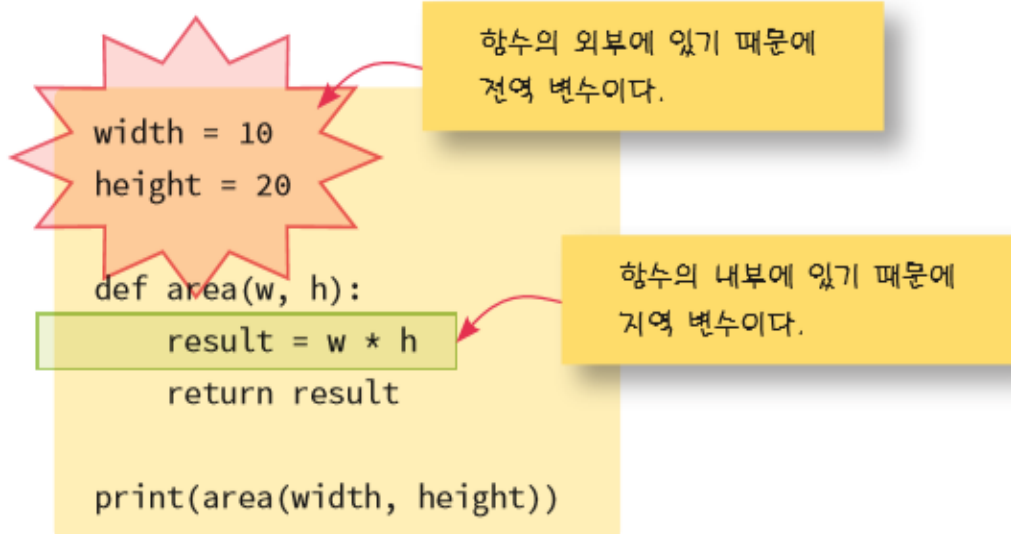 함수의 외부에 있기 때문에
전역 변수이다.
width = 10
height = 20
함수의 내부에 있기 때문에
지역 변수이다.
def area(w, h):
    result = w * h
    return result
print(area(width, height))